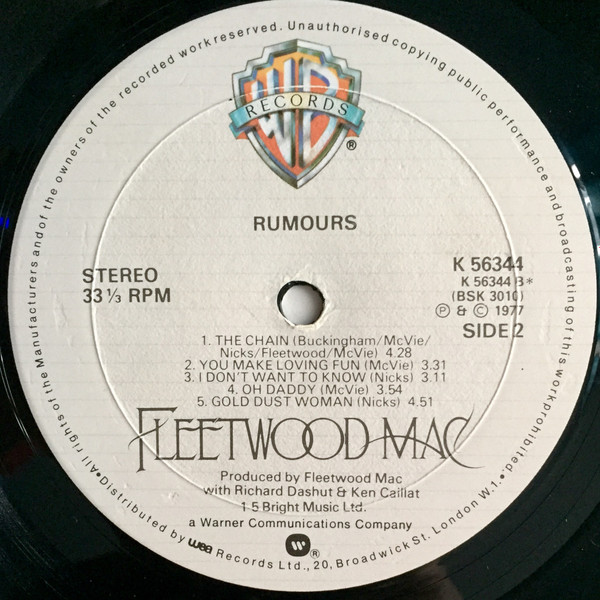 All rights of the Manufacturers and of the owners of the recorded work reserved. Unauthorised copying public performance and broadcasting of this work prohibited.
WB
RECORDS
®
RUMOURS
STEREO
33 ⅓ RPM
K 56344
K 56344 B*
(BSK 3010)
Ⓟ & © 1977
SIDE 2
1. THE CHAIN (Buckingham/McVie/
Nicks/Fleetwood/McVie) 4.28
2. YOU MAKE LOVING FUN (McVie) 3.31
3. I DON'T WANT TO KNOW (Nicks) 3.11
4. OH DADDY (McVie) 3.54
5. GOLD DUST WOMAN (Nicks) 4.51
FLEETWOOD MAC
Produced by Fleetwood Mac
with Richard Dashut & Ken Caillat
1 5 Bright Music Ltd.
a Warner Communications Company
®
•Distributed by wea Records Ltd., 20, Broadwick St. London W.1.•